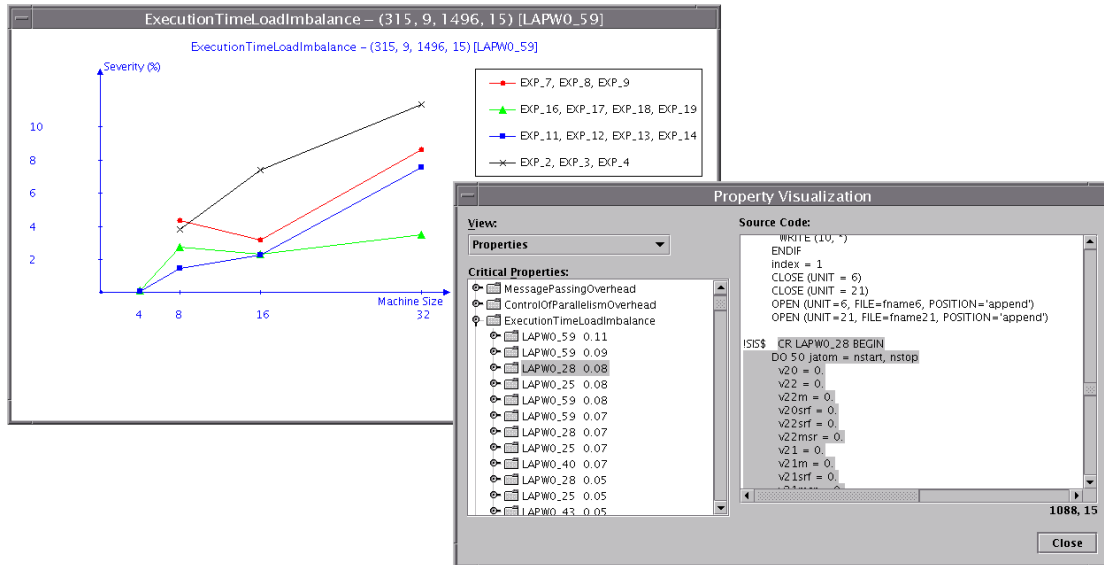 ExecutionTimeLoadImbalance – (315, 9, 1496, 15) [LAPW0_59]
ExecutionTimeLoadImbalance – (315, 9, 1496, 15) [LAPW0_59]
Severity (%)
10
8
6
4
2
4
8
16
32
Machine Size
EXP_7, EXP_8, EXP_9
EXP_16, EXP_17, EXP_18, EXP_19
EXP_11, EXP_12, EXP_13, EXP_14
EXP_2, EXP_3, EXP_4
Property Visualization
View:
Properties
Critical Properties:
MessagePassingOverhead
ControlOfParallelismOverhead
ExecutionTimeLoadImbalance
LAPW0_59 0.11
LAPW0_59 0.09
LAPW0_28 0.08
LAPW0_25 0.08
LAPW0_59 0.08
LAPW0_59 0.07
LAPW0_28 0.07
LAPW0_25 0.07
LAPW0_40 0.07
LAPW0_28 0.05
LAPW0_25 0.05
LAPW0_43 0.05
Source Code:
WRITE (10, *)
ENDIF
index = 1
CLOSE (UNIT = 6)
CLOSE (UNIT = 21)
OPEN (UNIT=6, FILE=fname6, POSITION='append')
OPEN (UNIT=21, FILE=fname21, POSITION='append')
!SIS$ CR LAPW0_28 BEGIN
DO 50 jatom = nstart, nstop
v20 = 0.
v22 = 0.
v22m = 0.
v20srf = 0.
v22srf = 0.
v22msr = 0.
v21 = 0.
v21m = 0.
v21srf = 0.
1088, 15
Close